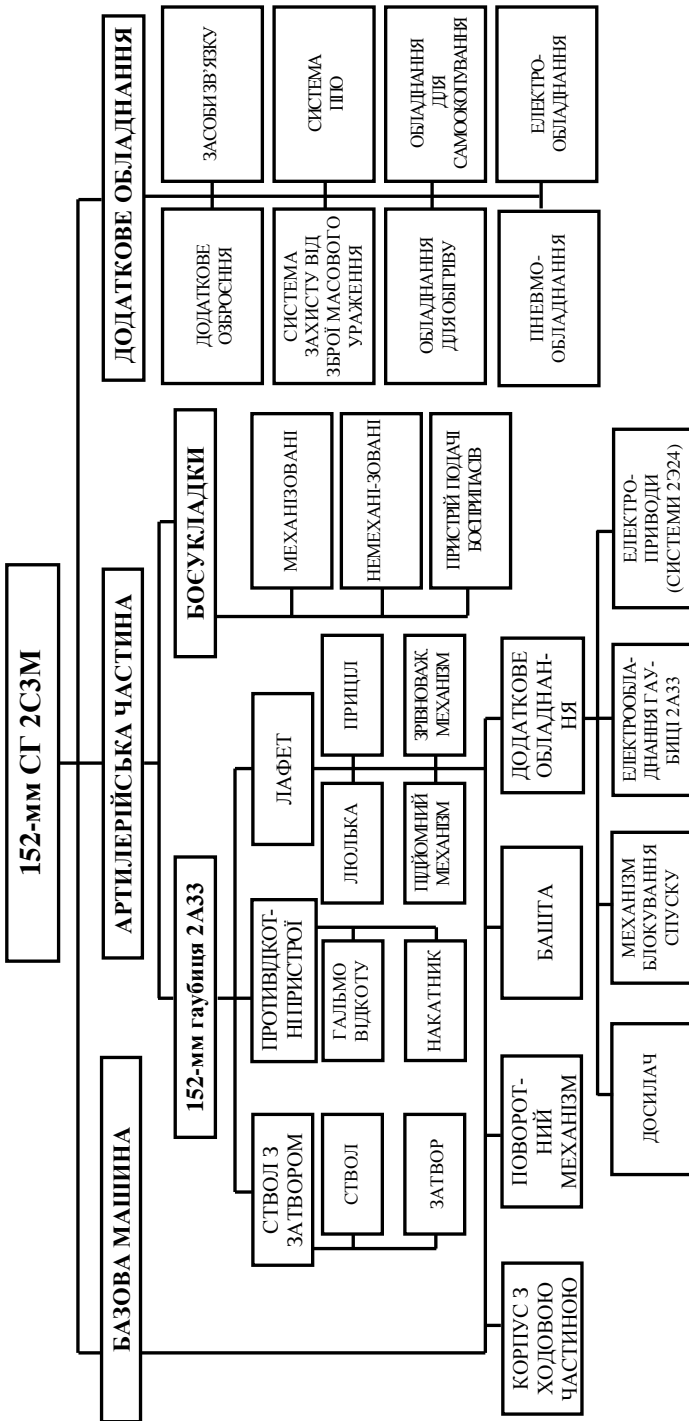 152-мм СГ 2С3М
БАЗОВА МАШИНА
АРТИЛЕРІЙСЬКА ЧАСТИНА
ДОДАТКОВЕ ОБЛАДНАННЯ
152-мм гаубиця 2А33
БОЄУКЛАДКИ
СТВОЛ З
ЗАТВОРОМ
СТВОЛ
ЗАТВОР
ПРОТИВІДКОТ-
НІ ПРИСТРОЇ
ГАЛЬМО
ВІДКОТУ
НАКАТНИК
ЛАФЕТ
ЛЮЛЬКА
ПРИЦІЛ
ПІДЙОМНИЙ
МЕХАНІЗМ
ЗРІВНОВАЖ.
МЕХАНІЗМ
МЕХАНІЗОВАНІ
НЕМЕХАНІ-ЗОВАНІ
ПРИСТРІЙ ПОДАЧІ
БОЄПРИПАСІВ
ДОДАТКОВЕ
ОЗБРОЄННЯ
ЗАСОБИ ЗВ’ЯЗКУ
СИСТЕМА
ЗАХИСТУ ВІД
ЗБРОЇ МАСОВОГО
УРАЖЕННЯ
СИСТЕМА
ППО
ОБЛАДНАННЯ
ДЛЯ ОБІГРІВУ
ОБЛАДНАННЯ
ДЛЯ
САМООКОПУВАННЯ
ПНЕВМО-
ОБЛАДНАННЯ
ЕЛЕКТРО-
ОБЛАДНАННЯ
КОРПУС З
ХОДОВОЮ
ЧАСТИНОЮ
ПОВОРОТ-
НИЙ
МЕХАНІЗМ
БАШТА
ДОДАТКОВЕ
ОБЛАДНАН-
НЯ
ДОСИЛАЧ
МЕХАНІЗМ
БЛОКУВАННЯ
СПУСКУ
ЕЛЕКТРООБЛА-
ДНАННЯ ГАУ-
БИЦІ 2А33
ЕЛЕКТРО-
ПРИВОДИ
(СИСТЕМИ 2Э24)